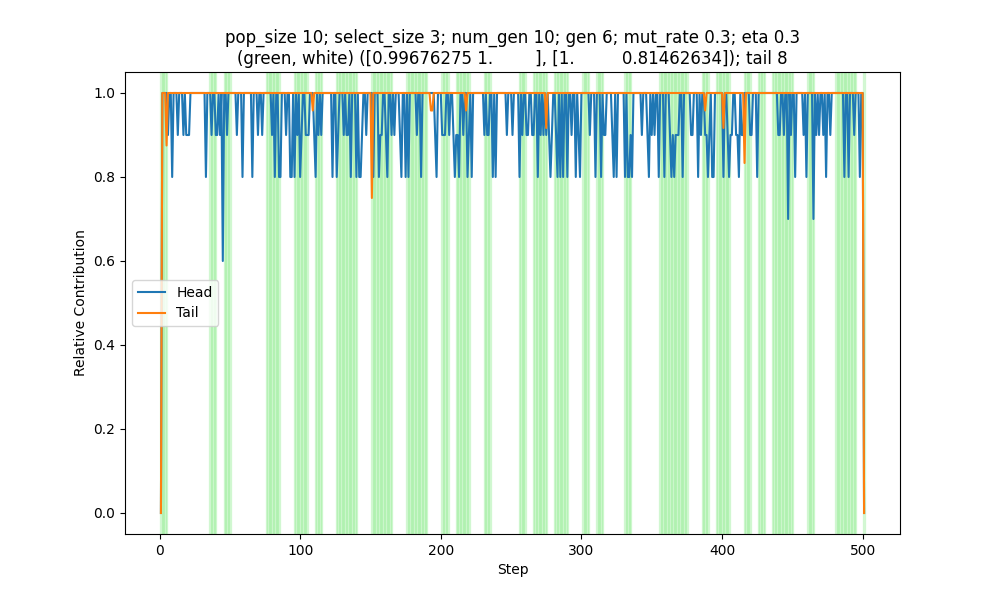 pop_size 10; select_size 3; num_gen 10; gen 6; mut_rate 0.3; eta 0.3
(green, white) ([0.99676275 1.        ], [1.         0.81462634]); tail 8
1.0
0.8
0.6
0.4
0.2
0.0
Relative Contribution
Head
Tail
0 100 200 300 400 500
Step